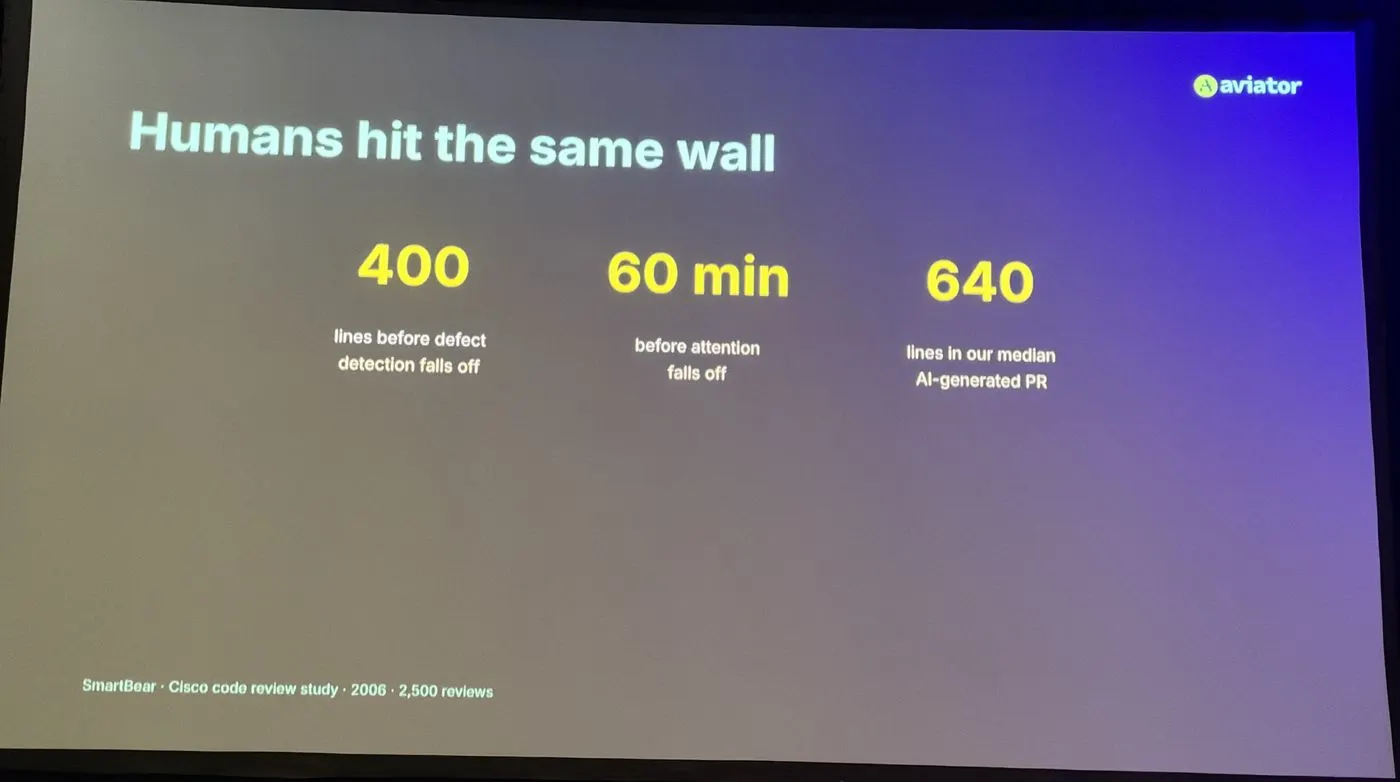 aviator
Humans hit the same wall
400
lines before defect
detection falls off
60 min
before attention
falls off
640
lines in our median
AI-generated PR
SmartBear · Cisco code review study · 2006 · 2,500 reviews